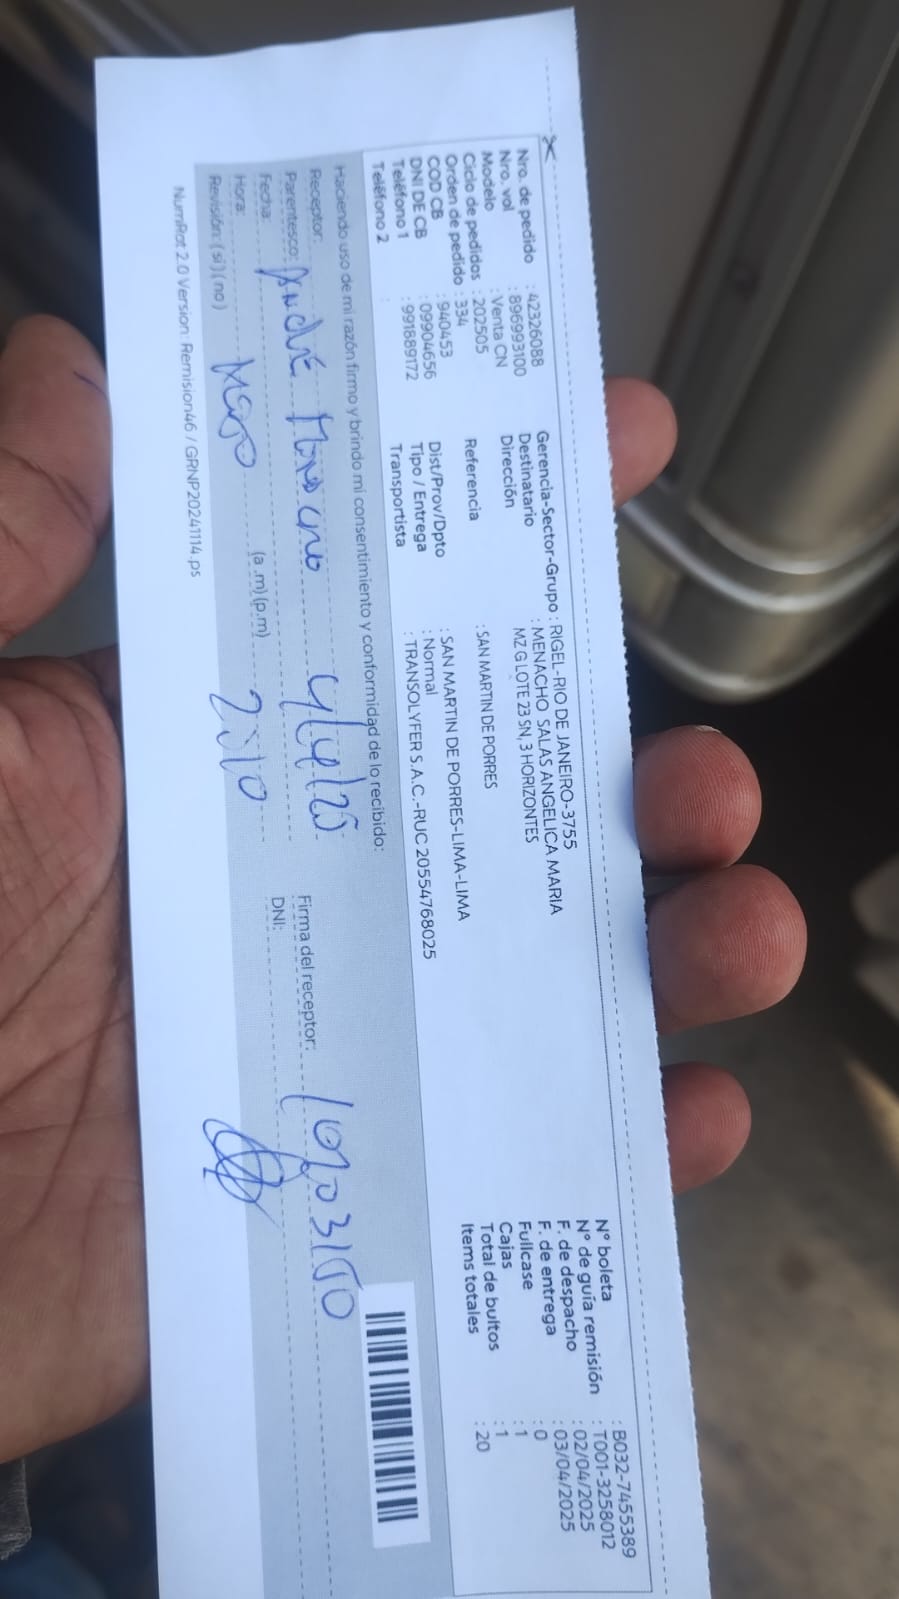 Nro. de pedido : 42326088
Nro. vol : 896993100
Modelo : Venta CN
Ciclo de pedidos : 202505
Orden de pedido : 334
COD CB : 940453
DNI DE CB : 09904656
Teléfono 1 : 991889172
Teléfono 2 :
Gerencia-Sector-Grupo : RIGEL-RIO DE JANEIRO-3755
Destinatario : MENACHO SALAS ANGELICA MARIA
Dirección MZ G LOTE 23 SN, 3 HORIZONTES
Referencia : SAN MARTIN DE PORRES
Dist/Prov/Dpto : SAN MARTIN DE PORRES-LIMA-LIMA
Tipo / Entrega : Normal
Transportista : TRANSOLYFER S.A.C.-RUC 20554768025
N° boleta : B032-7455389
N° de guía remisión : T001-3258012
F. de despacho : 02/04/2025
F. de entrega : 03/04/2025
Fullcase : 0
Cajas : 1
Total de bultos : 1
Items totales : 20
Haciendo uso de mi razón firmo y brindo mi consentimiento y conformidad de lo recibido:
Receptor:
Parentesco: André
4/4/25
Firma del receptor:
Fecha:
DNI:
Hora: (a .m) (p.m)
Revisión: (si) (no)
NumRot 2.0 Version: Remision46 / GRNP20241114.ps